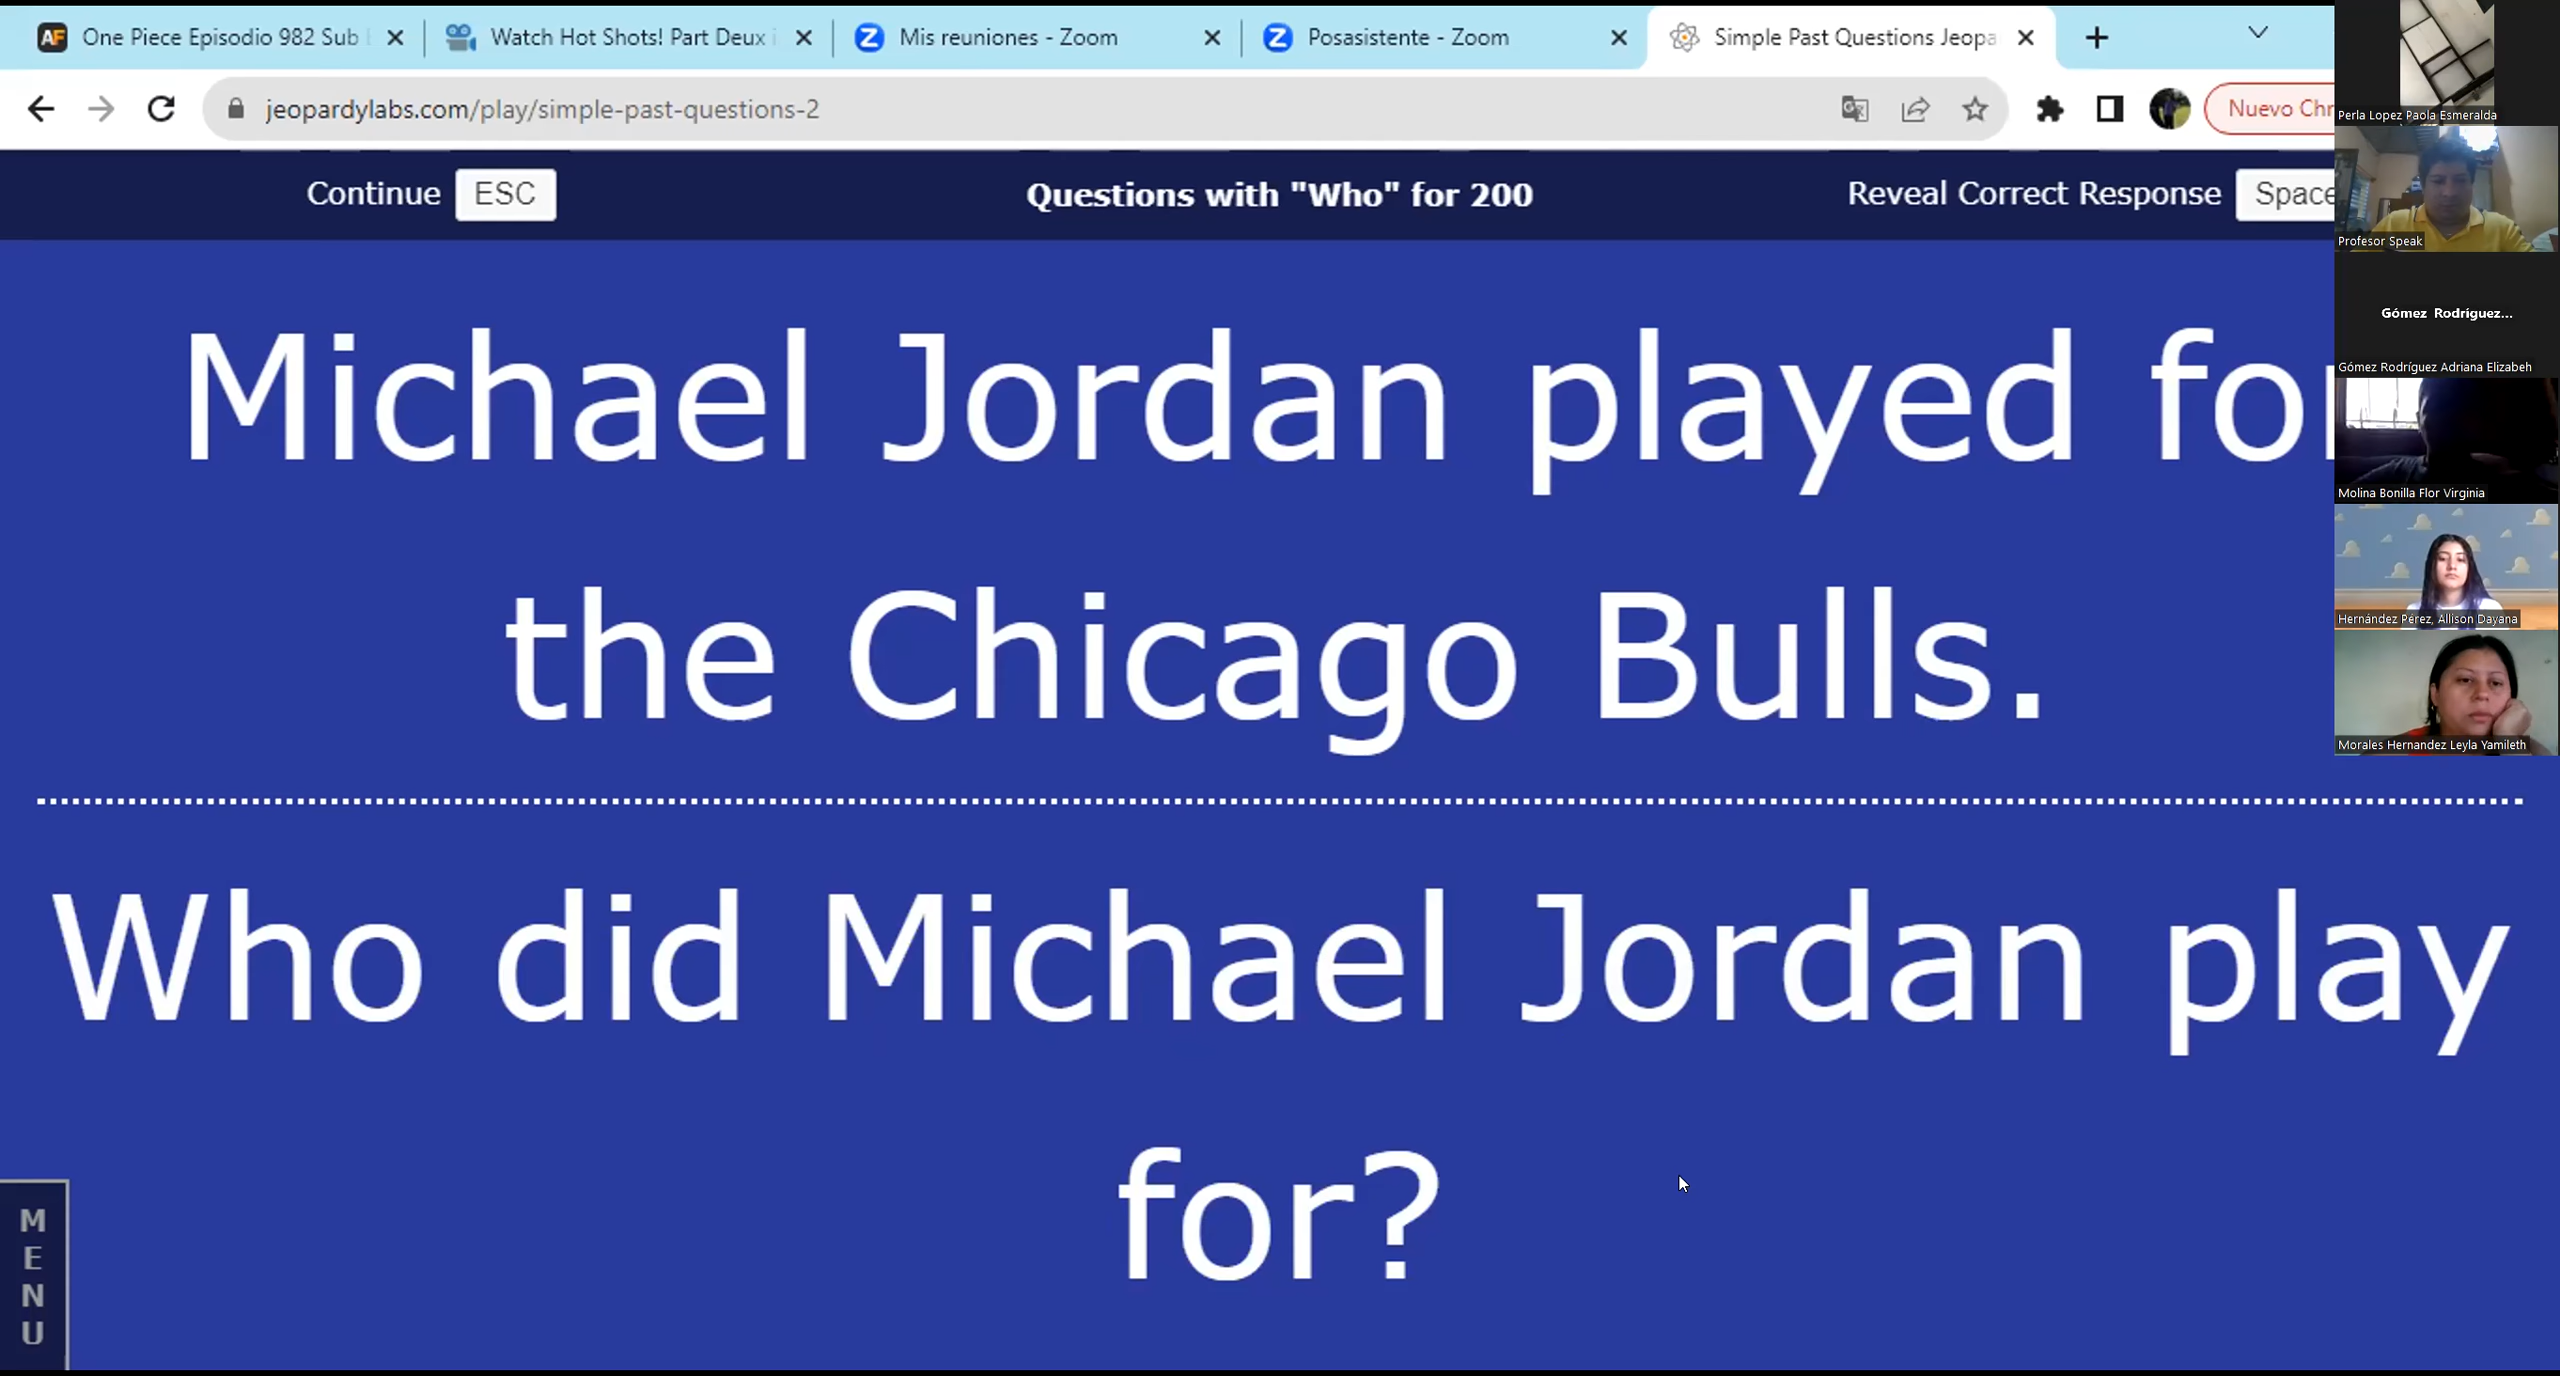 One Piece Episodio 982 Sub
Watch Hot Shots! Part Deux i
Mis reuniones - Zoom
Posasistente - Zoom
Simple Past Questions Jeopa
jeopardylabs.com/play/simple-past-questions-2
Nuevo Chr
Continue ESC
Questions with "Who" for 200
Reveal Correct Response Space
Michael Jordan played for
the Chicago Bulls.
Who did Michael Jordan play
for?
MENU
Perla Lopez Paola Esmeralda
Profesor Speak
Gómez Rodríguez...
Gómez Rodríguez Adriana Elizabeh
Molina Bonilla Flor Virginia
Hernández Pérez, Allison Dayana
Morales Hernandez Leyla Yamileth